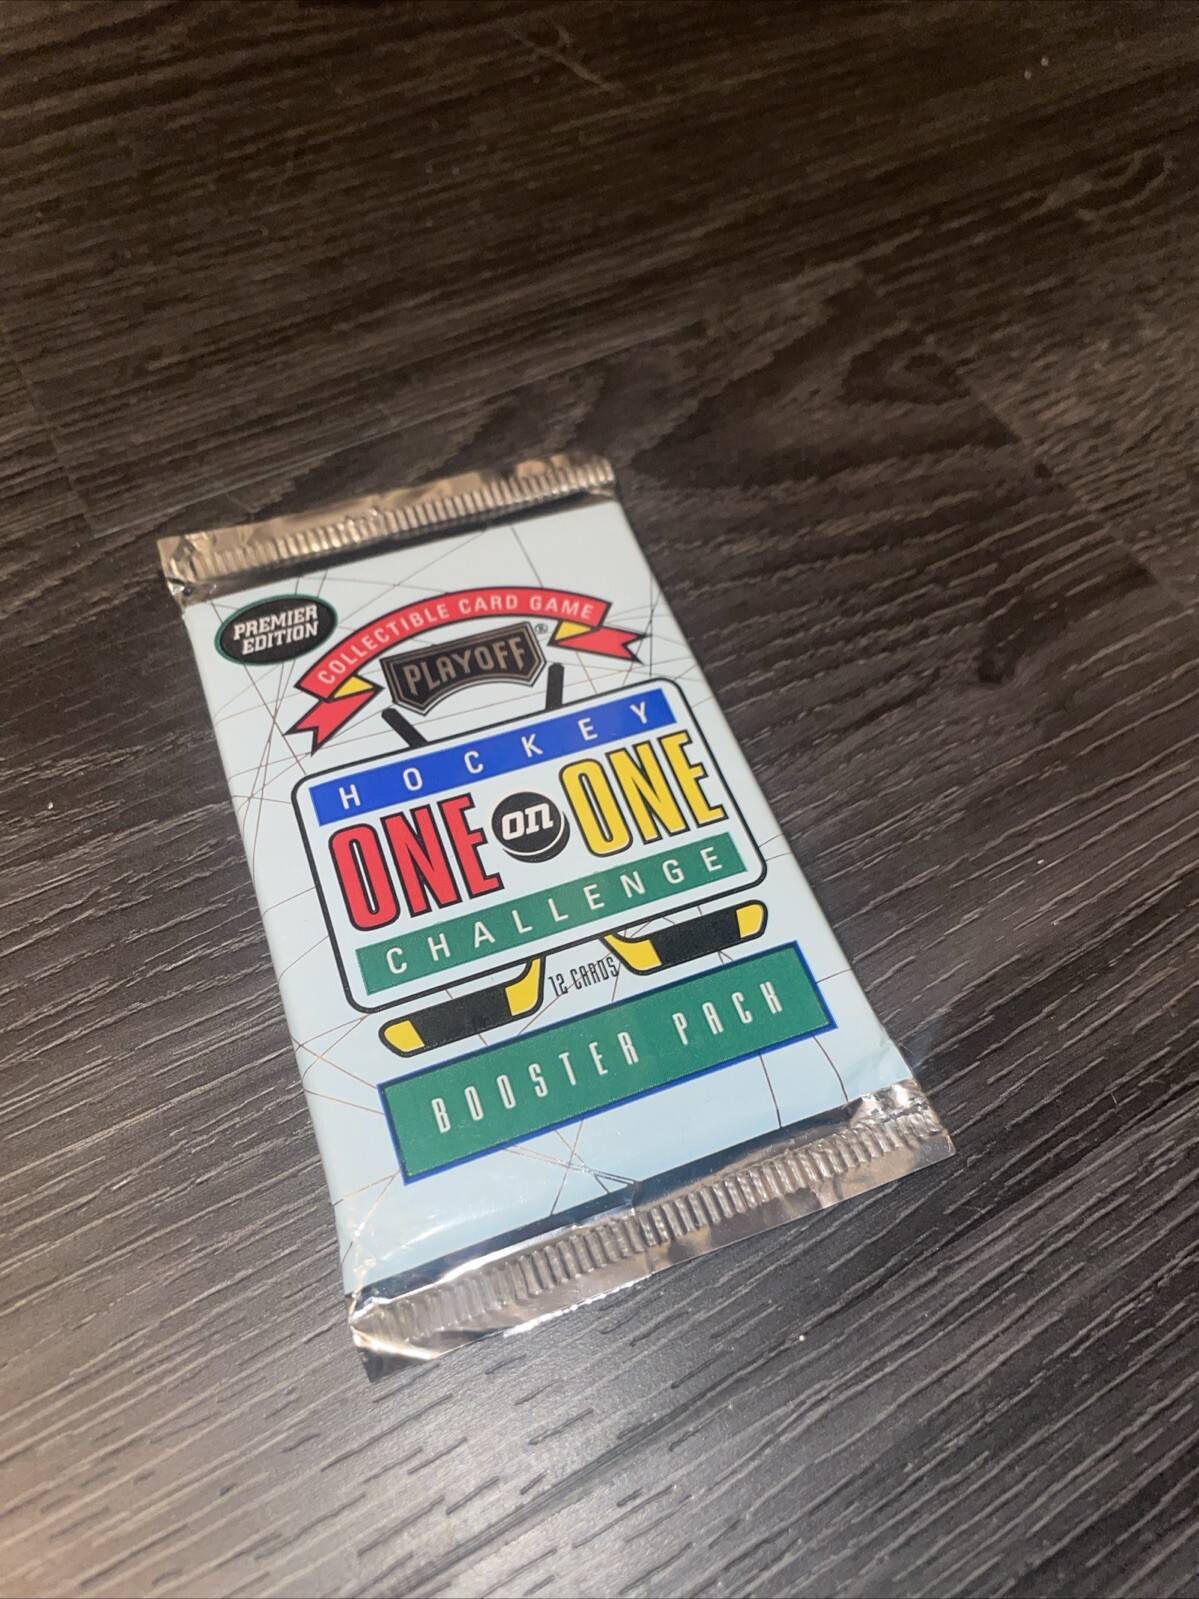 PREMIER
EDITION
COLLECTIBLE CARD GAME
PLAYOFF®
HOCKEY
ONE on ONE
CHALLENGE
12 CARDS
BOOSTER PACK